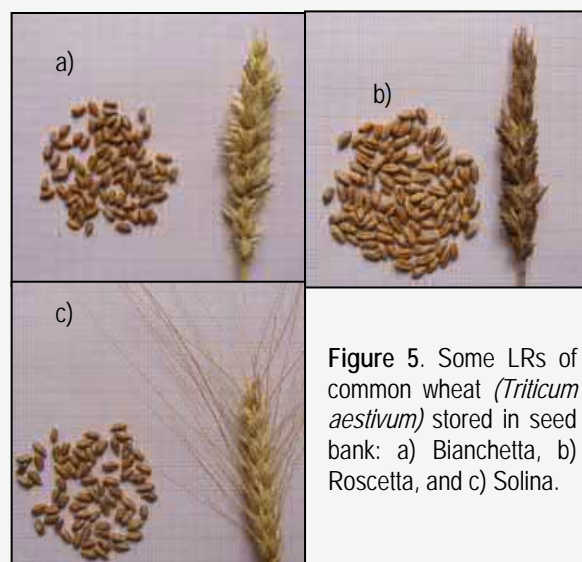 a)
b)
c)
Figure 5. Some LRs of
common wheat (Triticum
aestivum) stored in seed
bank: a) Bianchetta, b)
Roscetta, and c) Solina.